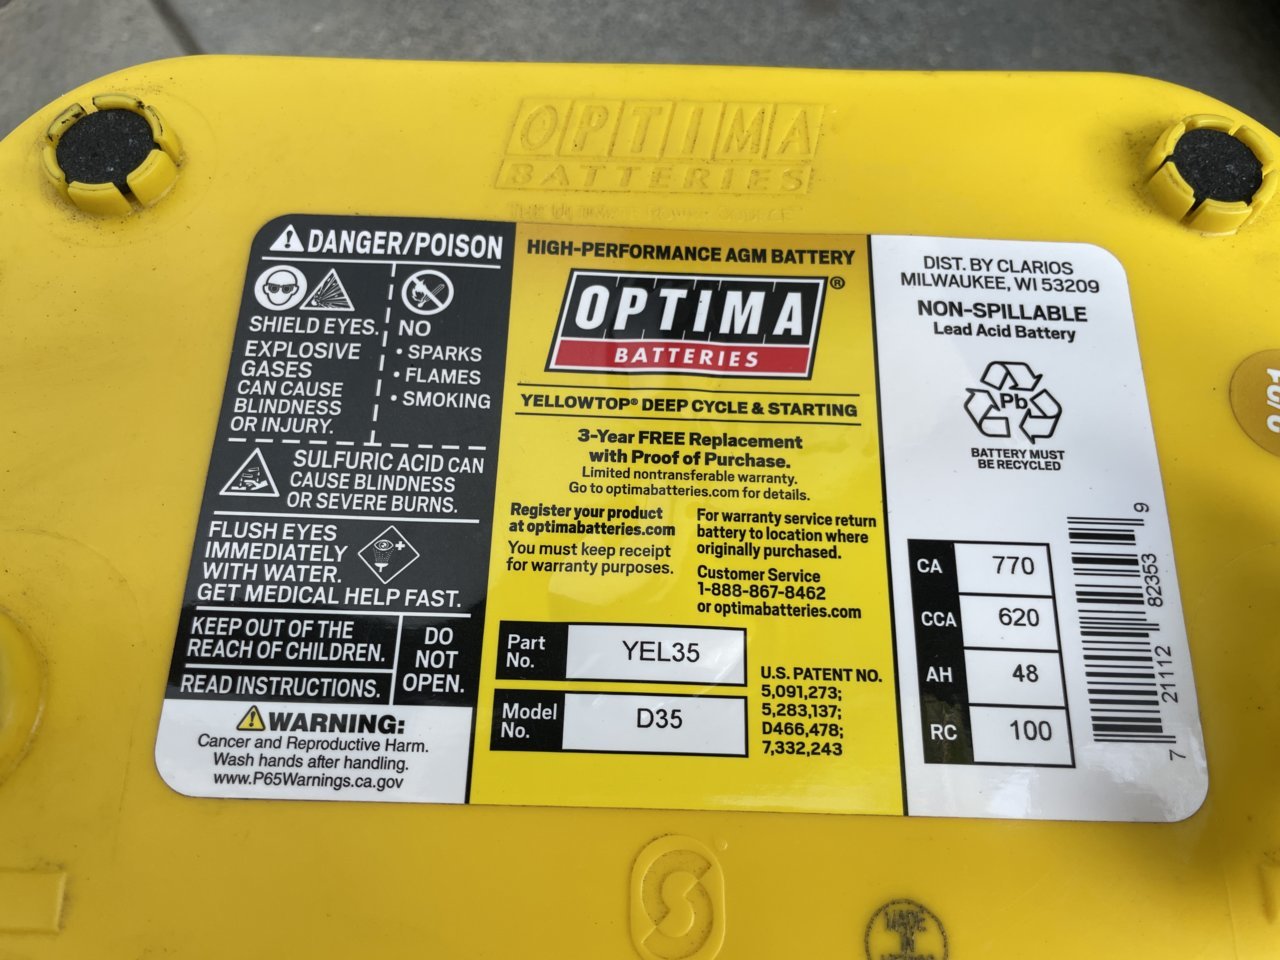 OPTIMA
BATTERIES
DANGER/POISON
SHIELD EYES.
EXPLOSIVE
GASES
CAN CAUSE
BLINDNESS
OR INJURY.
NO
• SPARKS
• FLAMES
• SMOKING
SULFURIC ACID CAN
CAUSE BLINDNESS
OR SEVERE BURNS.
FLUSH EYES
IMMEDIATELY
WITH WATER.
GET MEDICAL HELP FAST.
KEEP OUT OF THE
REACH OF CHILDREN.
READ INSTRUCTIONS.
DO
NOT
OPEN.
WARNING:
Cancer and Reproductive Harm.
Wash hands after handling.
www.P65Warnings.ca.gov
HIGH-PERFORMANCE AGM BATTERY
OPTIMA®
BATTERIES
YELLOWTOP® DEEP CYCLE & STARTING
3-Year FREE Replacement
with Proof of Purchase.
Limited nontransferable warranty.
Go to optimabatteries.com for details.
Register your product
at optimabatteries.com
You must keep receipt
for warranty purposes.
For warranty service return
battery to location where
originally purchased.
Customer Service
1-888-867-8462
or optimabatteries.com
Part
No.
YEL35
Model
No.
D35
U.S. PATENT NO.
5,091,273;
5,283,137;
D466,478;
7,332,243
DIST. BY CLARIOS
MILWAUKEE, WI 53209
NON-SPILLABLE
Lead Acid Battery
Pb
BATTERY MUST
BE RECYCLED
CA 770
CCA 620
AH 48
RC 100
7 21112 82353 9
MADE
IN